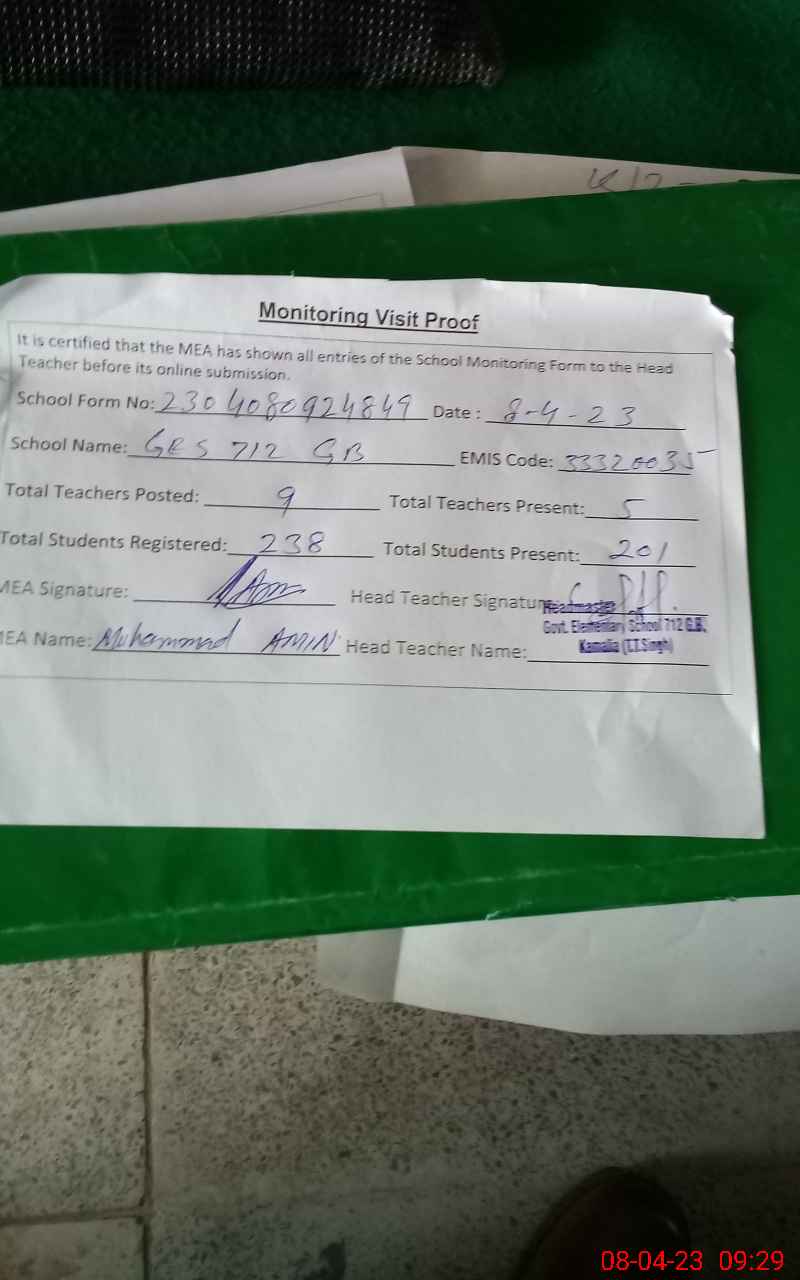 K12
Monitoring Visit Proof
It is certified that the MEA has shown all entries of the School Monitoring Form to the Head
Teacher before its online submission.
School Form No: 2304080924849 Date : 8-4-23
School Name: GES 712 GB EMIS Code: 33320035
Total Teachers Posted: 9 Total Teachers Present: 5
Total Students Registered: 238 Total Students Present: 201
MEA Signature: Head Teacher Signature:
Headmaster
Govt. Elementary School 712 G.B.
Kamalia (T.T.Singh)
MEA Name: Muhammad AMIN Head Teacher Name:
08-04-23 09:29